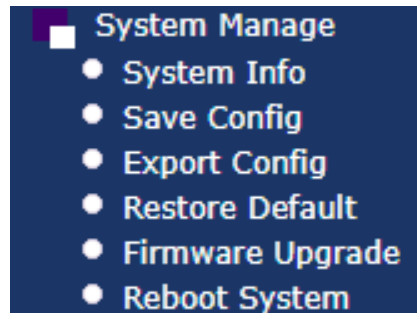 System Manage
System Info
Save Config
Export Config
Restore Default
Firmware Upgrade
Reboot System